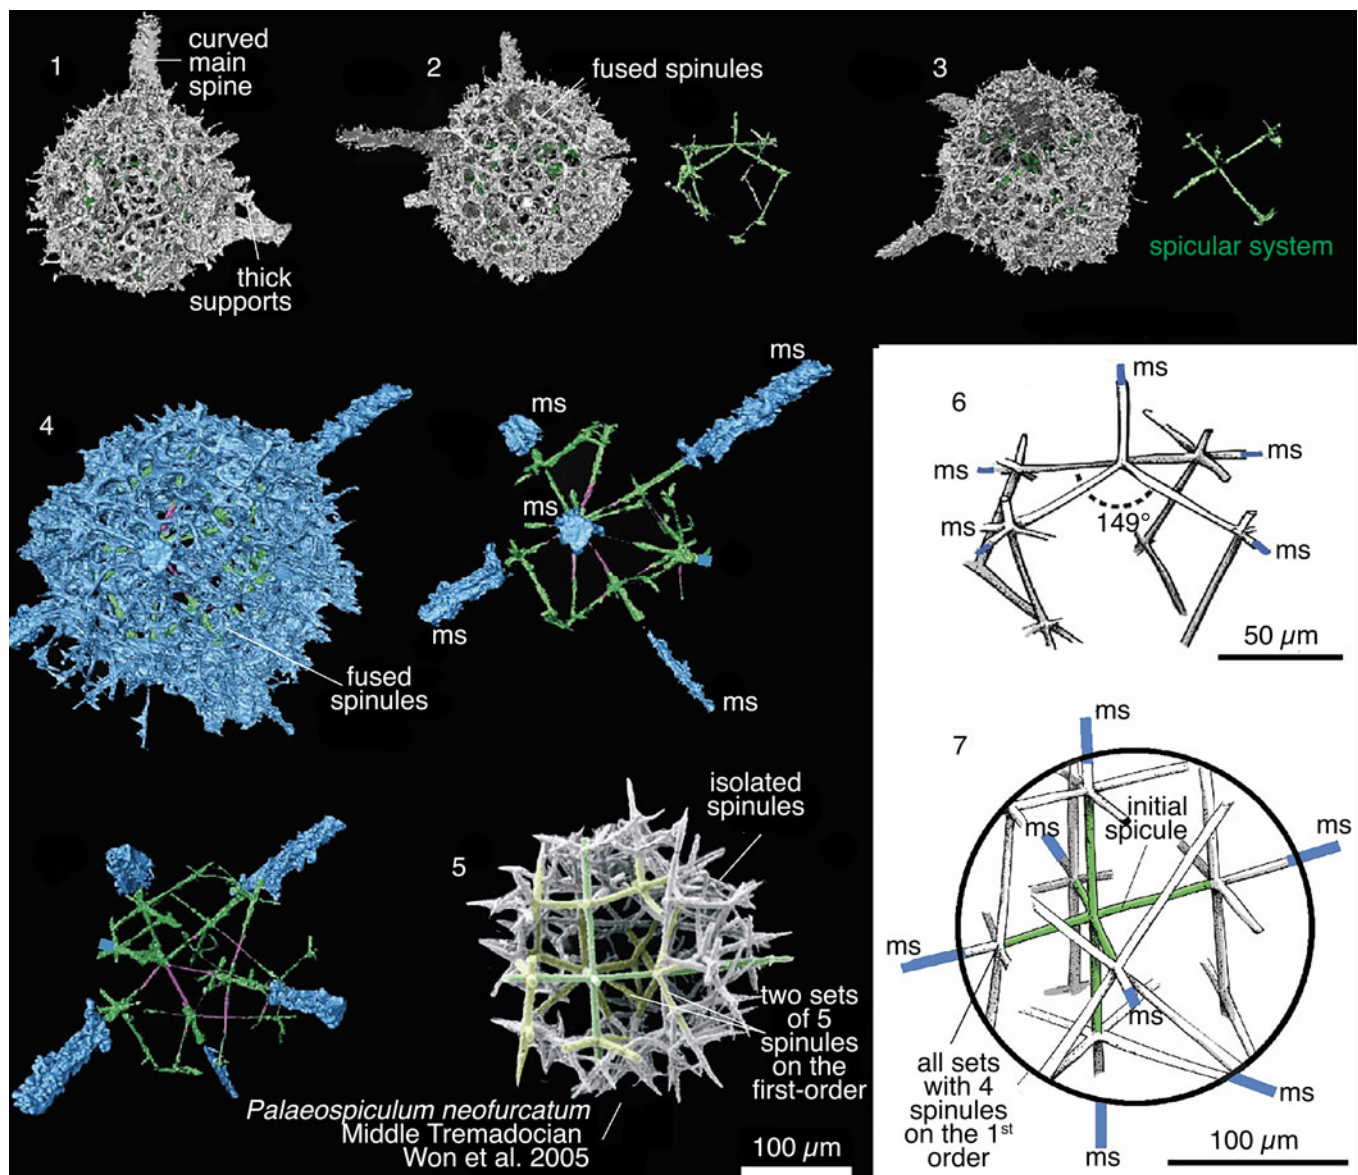 1
curved
main
spine
thick
supports
2
fused spinules
3
spicular system
4
fused
spinules
ms
ms
ms
ms
ms
5
isolated
spinules
two sets
of 5
spinules
on the
first-order
Palaeospiculum neofurcatum
Middle Tremadocian
Won et al. 2005
100 µm
6
ms
ms
ms
ms
ms
149°
50 µm
7
ms
initial
spicule
ms
ms
ms
ms
ms
ms
all sets
with 4
spinules
on the 1st
order
100 µm